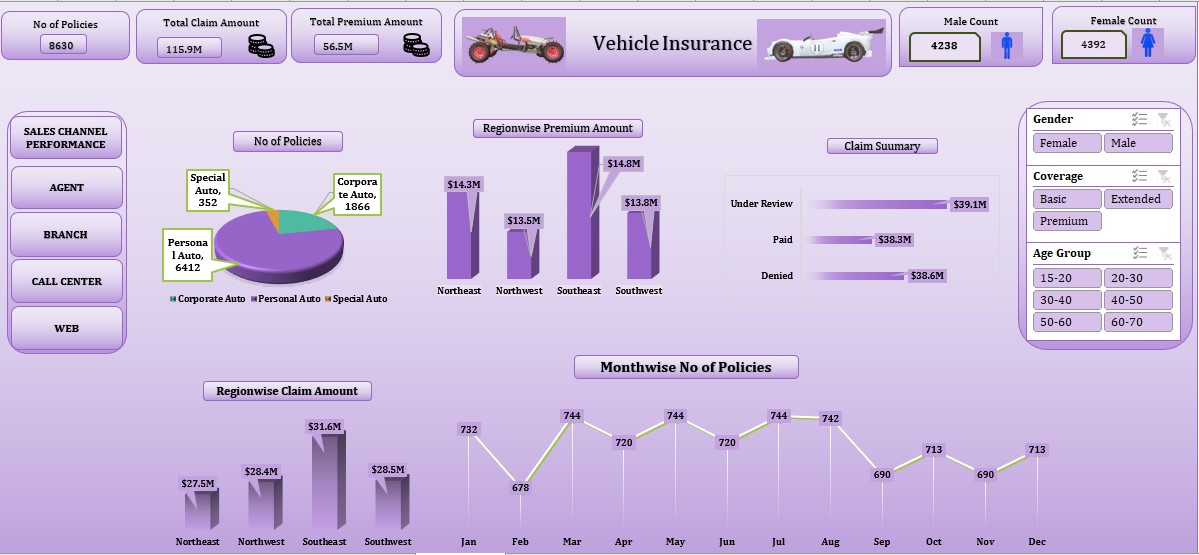 No of Policies
8630
Total Claim Amount
115.9M
Total Premium Amount
56.5M
Vehicle Insurance
11
Male Count
4238
Female Count
4392
SALES CHANNEL
PERFORMANCE
AGENT
BRANCH
CALL CENTER
WEB
No of Policies
Special
Auto,
352
Corpora
te Auto,
1866
Persona
l Auto,
6412
Corporate Auto Personal Auto Special Auto
Regionwise Premium Amount
$14.3M
$13.5M
$14.8M
$13.8M
Northeast Northwest Southeast Southwest
Claim Suumary
Under Review
$39.1M
Paid
$38.3M
Denied
$38.6M
Gender
Female Male
Coverage
Basic Extended
Premium
Age Group
15-20 20-30
30-40 40-50
50-60 60-70
Regionwise Claim Amount
$27.5M
$28.4M
$31.6M
$28.5M
Northeast Northwest Southeast Southwest
Monthwise No of Policies
732
678
744
720
744
720
744
742
690
713
690
713
Jan Feb Mar Apr May Jun Jul Aug Sep Oct Nov Dec